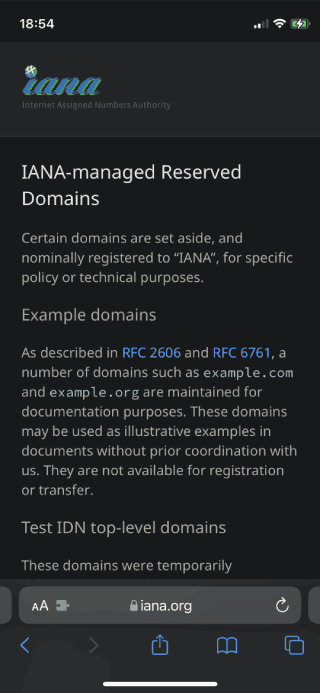 18:54
iana
Internet Assigned Numbers Authority
IANA-managed Reserved
Domains
Certain domains are set aside, and
nominally registered to “IANA”, for specific
policy or technical purposes.
Example domains
As described in RFC 2606 and RFC 6761, a
number of domains such as example.com
and example.org are maintained for
documentation purposes. These domains
may be used as illustrative examples in
documents without prior coordination with
us. They are not available for registration
or transfer.
Test IDN top-level domains
These domains were temporarily
AA iana.org